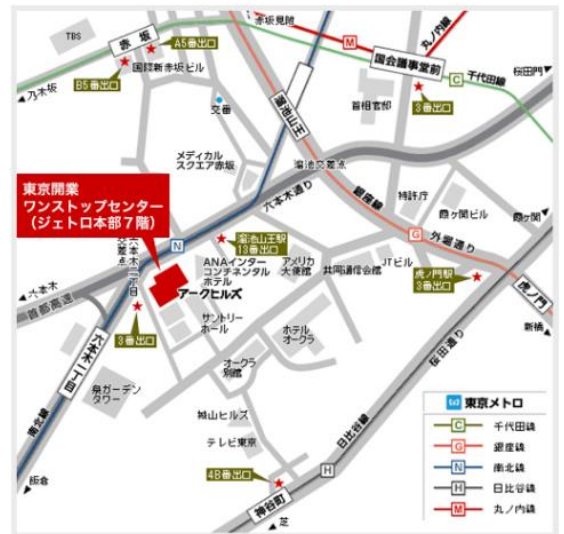 TBS
赤坂
A5番出口
赤坂見附
M
丸ノ内線
国会議事堂前
千代田線
C
桜田門
B5番出口
国際新赤坂ビル
乃木坂
交番
溜池山王
首相官邸
3番出口
メディカル
スクエア赤坂
溜池交差点
六本木通り
銀座線
特許庁
霞ヶ関ビル
霞ヶ関
東京開業
ワンストップセンター
(ジェトロ本部7階)
N
溜池山王駅
13番出口
G
外堀通り
六本木二丁目
交差点
ANAインター
コンチネンタル
ホテル
アメリカ
大使館
共同通信会館
JTビル
虎ノ門駅
3番出口
虎ノ門
六本木
首都高速
アークヒルズ
新橋
3番出口
サントリー
ホール
ホテル
オークラ
桜田通り
六本木一丁目
オークラ
別館
泉ガーデン
タワー
南北線
城山ヒルズ
日比谷線
テレビ東京
飯倉
4B番出口
H
神谷町
芝
東京メトロ
C 千代田線
G 銀座線
N 南北線
H 日比谷線
M 丸ノ内線